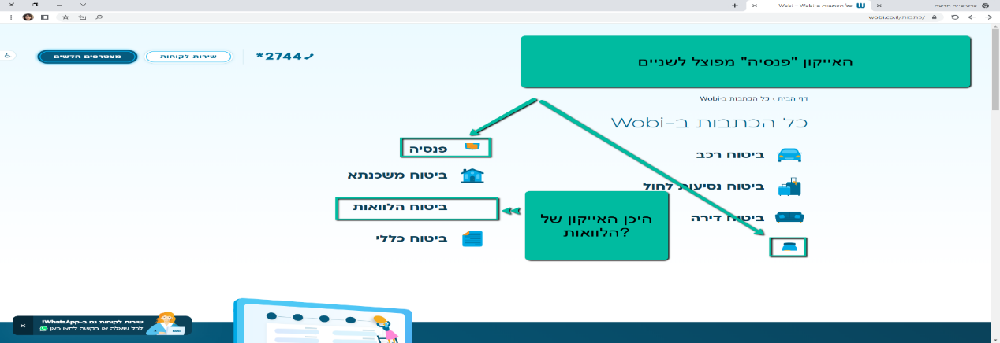 כרטיסייה חדשה
כל הכתבות ב-Wobi – Wobi
wobi.co.il/כתבות/
האייקון "פנסיה" מפוצל לשניים
*2744
שירות לקוחות
מצטרפים חדשים
דף הבית › כל הכתבות ב-Wobi
כל הכתבות ב-Wobi
ביטוח רכב
ביטוח נסיעות לחול
ביטוח דירה
פנסיה
ביטוח משכנתא
ביטוח הלוואות
ביטוח כללי
היכן האייקון של
הלוואות?
שירות לקוחות גם ב-WhatsApp!
לכל שאלה או בקשה לחצו כאן